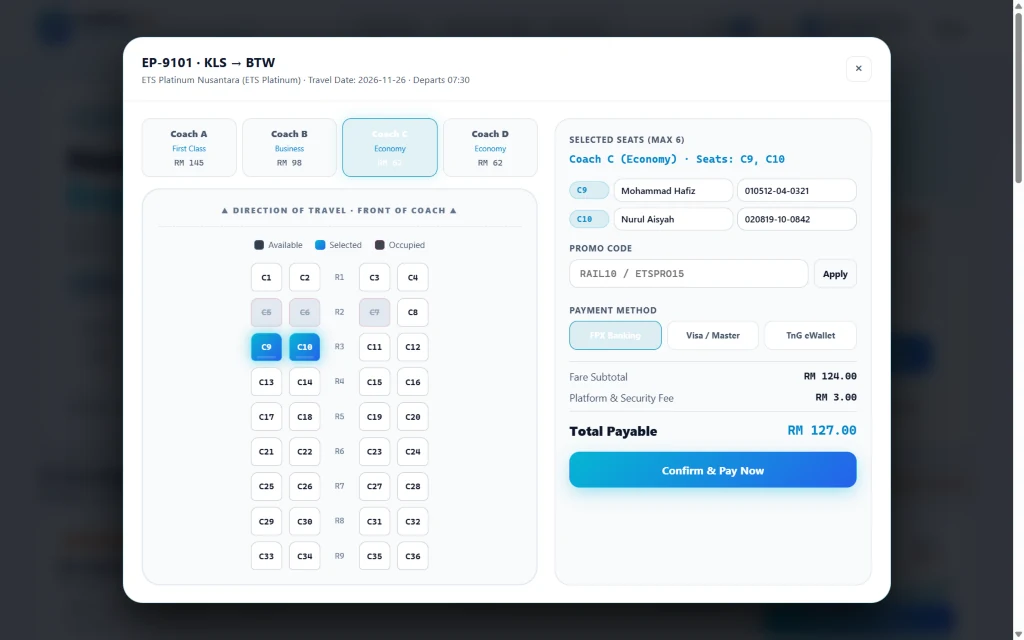 EP-9101 · KLS → BTW
ETS Platinum Nusantara (ETS Platinum) · Travel Date: 2026-11-26 · Departs 07:30
×
Coach A
First Class
RM 145
Coach B
Business
RM 98
Coach C
Economy
RM 62
Coach D
Economy
RM 62
▲ DIRECTION OF TRAVEL · FRONT OF COACH ▲
Available
Selected
Occupied
C1 C2 R1 C3 C4
C5 C6 R2 C7 C8
C9 C10 R3 C11 C12
C13 C14 R4 C15 C16
C17 C18 R5 C19 C20
C21 C22 R6 C23 C24
C25 C26 R7 C27 C28
C29 C30 R8 C31 C32
C33 C34 R9 C35 C36
SELECTED SEATS (MAX 6)
Coach C (Economy) · Seats: C9, C10
C9 Mohammad Hafiz 010512-04-0321
C10 Nurul Aisyah 020819-10-0842
PROMO CODE
RAIL10 / ETSPRO15 Apply
PAYMENT METHOD
FPX Banking Visa / Master TnG eWallet
Fare Subtotal RM 124.00
Platform & Security Fee RM 3.00
Total Payable RM 127.00
Confirm & Pay Now